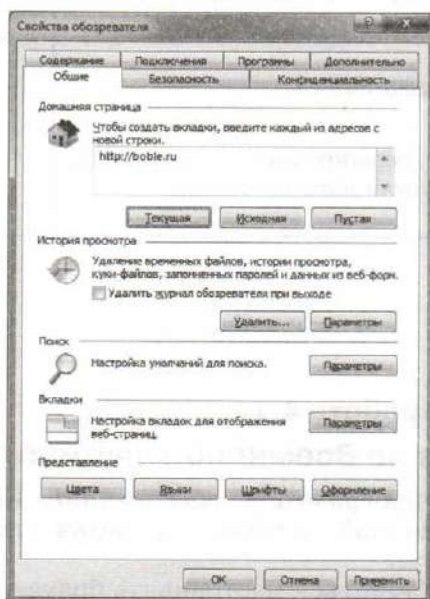 Свойства обозревателя
Содержание Подключения Программы Дополнительно
Общие Безопасность Конфиденциальность
Домашняя страница
Чтобы создать вкладки, введите каждый из адресов с
новой строки.
http://boble.ru
Текущая Исходная Пустая
История просмотра
Удаление временных файлов, истории просмотра,
куки-файлов, заполненных паролей и данных из веб-форм.
Удалить журнал обозревателя при выходе
Удалить... Параметры
Поиск
Настройка умолчаний для поиска.
Параметры
Вкладки
Настройка вкладок для отображения
веб-страниц.
Параметры
Представление
Цвета Языки Шрифты Оформление
ОК Отмена Применить